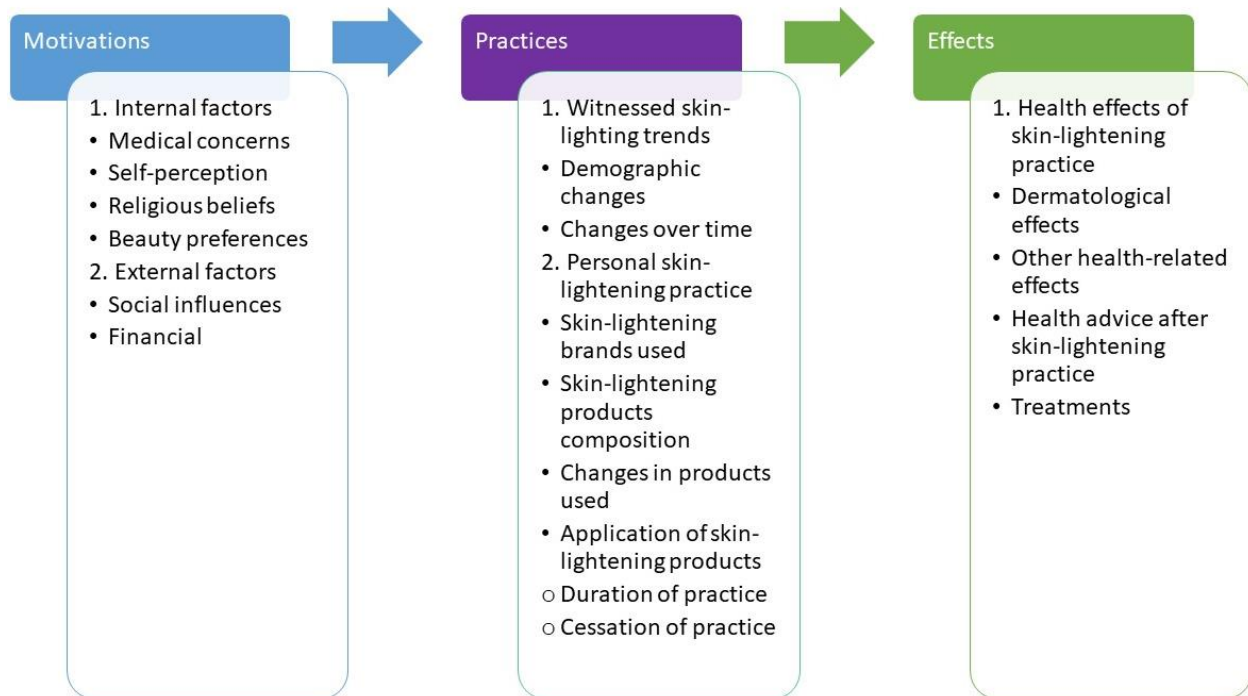 Motivations
1. Internal factors
• Medical concerns
• Self-perception
• Religious beliefs
• Beauty preferences
2. External factors
• Social influences
• Financial
Practices
1. Witnessed skin-
lighting trends
• Demographic
changes
• Changes over time
2. Personal skin-
lightening practice
• Skin-lightening
brands used
• Skin-lightening
products
composition
• Changes in products
used
• Application of skin-
lightening products
○ Duration of practice
○ Cessation of practice
Effects
1. Health effects of
skin-lightening
practice
• Dermatological
effects
• Other health-related
effects
• Health advice after
skin-lightening
practice
• Treatments